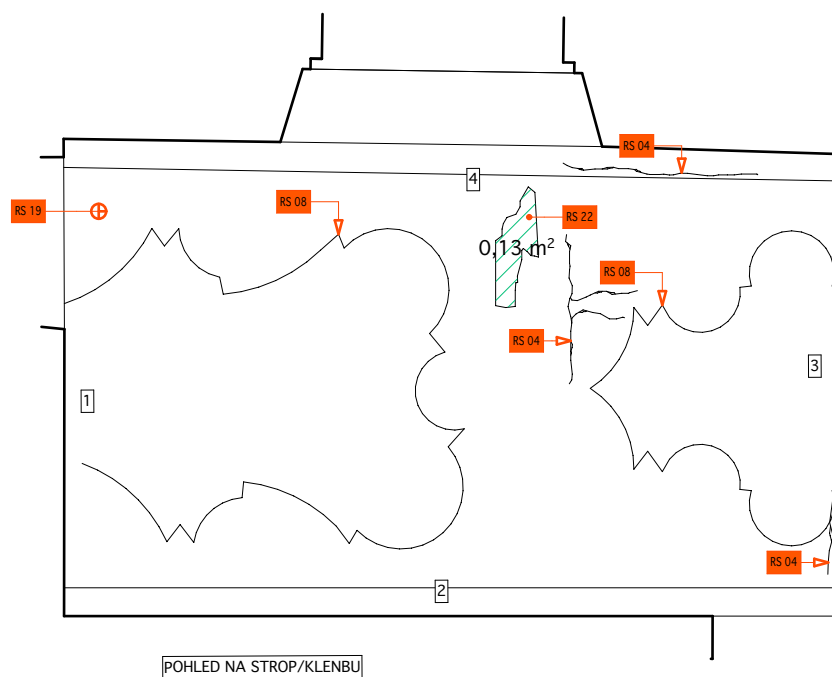 RS 04
4
RS 08
RS 19
RS 22
0,13 m²
RS 08
RS 04
3
1
RS 04
2
POHLED NA STROP/KLENBU